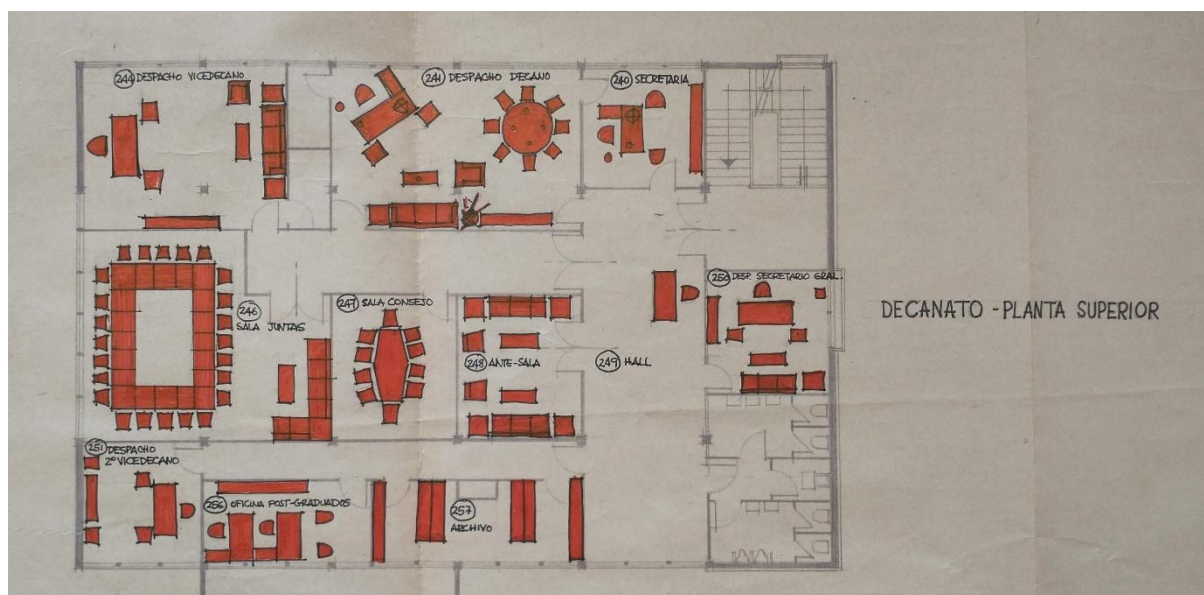 244 DESPACHO VICEDECANO
241 DESPACHO DECANO
240 SECRETARIA
246
SALA JUNTAS
247 SALA CONSEJO
248 ANTE-SALA
249 HALL
250 DESP. SECRETARIO GRAL.
DECANATO - PLANTA SUPERIOR
251 DESPACHO
2º VICEDECANO
256 OFICINA POST-GRADUADOS
257
ARCHIVO